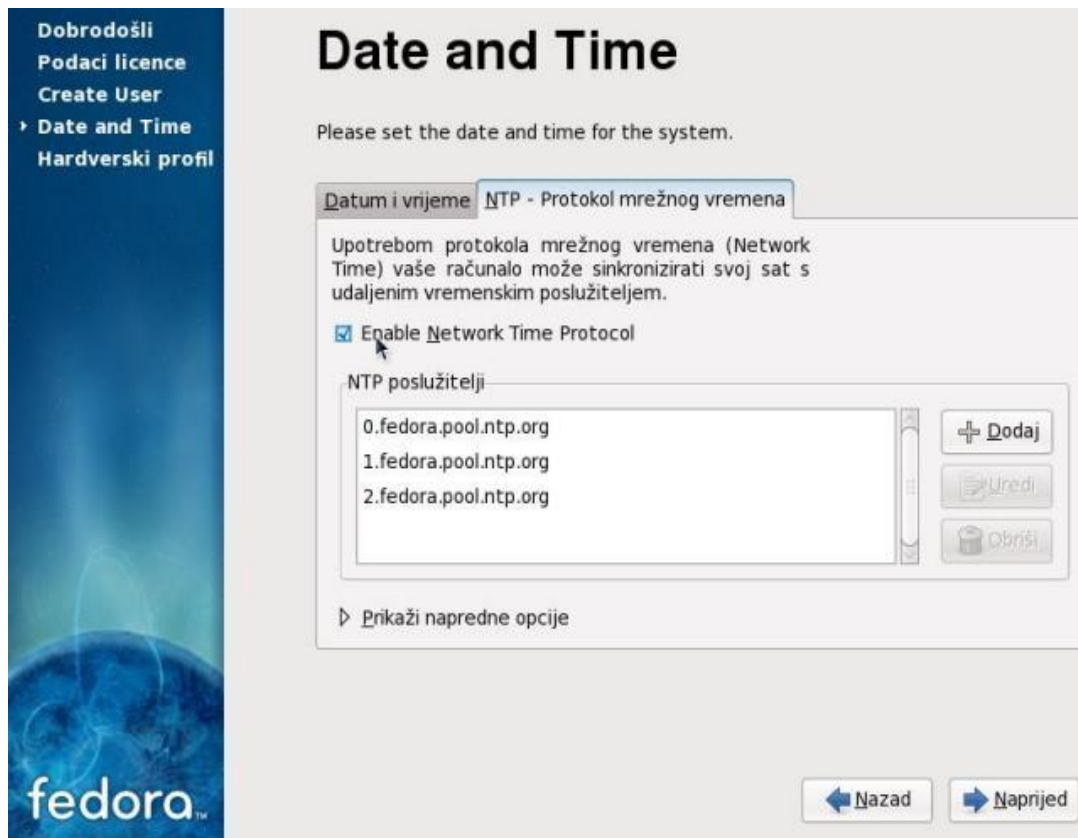 Dobrodošli
Podaci licence
Create User
Date and Time
Hardverski profil
fedora™
Date and Time
Please set the date and time for the system.
Datum i vrijeme
NTP - Protokol mrežnog vremena
Upotrebom protokola mrežnog vremena (Network
Time) vaše računalo može sinkronizirati svoj sat s
udaljenim vremenskim poslužiteljem.
Enable Network Time Protocol
NTP poslužitelji
0.fedora.pool.ntp.org
1.fedora.pool.ntp.org
2.fedora.pool.ntp.org
Dodaj
Uredi
Obriši
Prikaži napredne opcije
Nazad
Naprijed